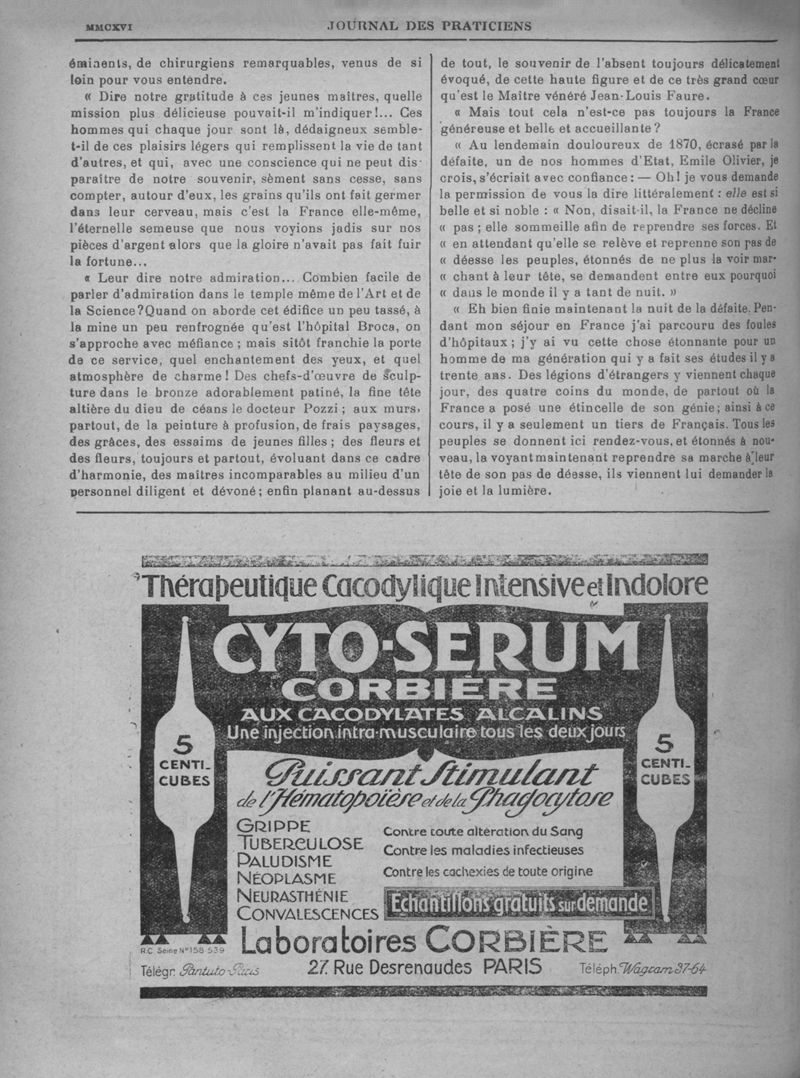 MMCXVI
JOURNAL DES PRATICIENS
éminents, de chirurgiens remarquables, venus de si
loin pour vous entendre.
« Dire notre gratitude à ces jeunes maîtres, quelle
mission plus délicieuse pouvait-il m'indiquer!... Ces
hommes qui chaque jour sont là, dédaigneux semble-
t-il de ces plaisirs légers qui remplissent la vie de tant
d'autres, et qui, avec une conscience qui ne peut dis-
paraître de notre souvenir, sèment sans cesse, sans
compter, autour d'eux, les grains qu'ils ont fait germer
dans leur cerveau, mais c'est la France elle-même,
l'éternelle semeuse que nous voyions jadis sur nos
pièces d'argent alors que la gloire n'avait pas fait fuir
la fortune...
« Leur dire notre admiration... Combien facile de
parler d'admiration dans le temple même de l'Art et de
la Science? Quand on aborde cet édifice un peu tassé, à
la mine un peu renfrognée qu'est l'hôpital Broca, on
s'approche avec méfiance ; mais sitôt franchie la porte
de ce service, quel enchantement des yeux, et quel
atmosphère de charme! Des chefs-d'œuvre de sculp-
ture dans le bronze adorablement patiné, la fine tête
altière du dieu de céans le docteur Pozzi ; aux murs,
partout, de la peinture à profusion, de frais paysages,
des grâces, des essaims de jeunes filles ; des fleurs et
des fleurs, toujours et partout, évoluant dans ce cadre
d'harmonie, des maîtres incomparables au milieu d'un
personnel diligent et dévoué; enfin planant au-dessus
de tout, le souvenir de l'absent toujours délicatement
évoqué, de cette haute figure et de ce très grand cœur
qu'est le Maître vénéré Jean-Louis Faure.
« Mais tout cela n'est-ce pas toujours la France
généreuse et belle et accueillante ?
« Au lendemain douloureux de 1870, écrasé par la
défaite, un de nos hommes d'Etat, Emile Olivier, je
crois, s'écriait avec confiance : — Oh! je vous demande
la permission de vous la dire littéralement : elle est si
belle et si noble : « Non, disait-il, la France ne décline
« pas ; elle sommeille afin de reprendre ses forces. Et
« en attendant qu'elle se relève et reprenne son pas de
« déesse les peuples, étonnés de ne plus la voir mar-
« chant à leur tête, se demandent entre eux pourquoi
« dans le monde il y a tant de nuit. »
« Eh bien finie maintenant la nuit de la défaite. Pen-
dant mon séjour en France j'ai parcouru des foules
d'hôpitaux ; j'y ai vu cette chose étonnante pour un
homme de ma génération qui y a fait ses études il y a
trente ans. Des légions d'étrangers y viennent chaque
jour, des quatre coins du monde, de partout où la
France a posé une étincelle de son génie; ainsi à ce
cours, il y a seulement un tiers de Français. Tous les
peuples se donnent ici rendez-vous, et étonnés à nou-
veau, la voyant maintenant reprendre sa marche à leur
tête de son pas de déesse, ils viennent lui demander la
joie et la lumière.
Thérapeutique Cacodylique Intensive et Indolore
CYTO-SERUM
CORBIÈRE
AUX CACODYLATES ALCALINS
Une injection intra-musculaire tous les deux jours
5
CENTI-
CUBES
5
CENTI-
CUBES
Puissant Stimulant
de l'Hématopoïèse et de la Phagocytose
GRIPPE
TUBERCULOSE
PALUDISME
NÉOPLASME
NEURASTHÉNIE
CONVALESCENCES
Contre toute altération du Sang
Contre les maladies infectieuses
Contre les cachexies de toute origine
Echantillons gratuits sur demande
R.C. Seine N° 158 539
Laboratoires CORBIÈRE
Télégr. Pantuto-Paris
27. Rue Desrenaudes PARIS
Téléph. Wagram 37-64